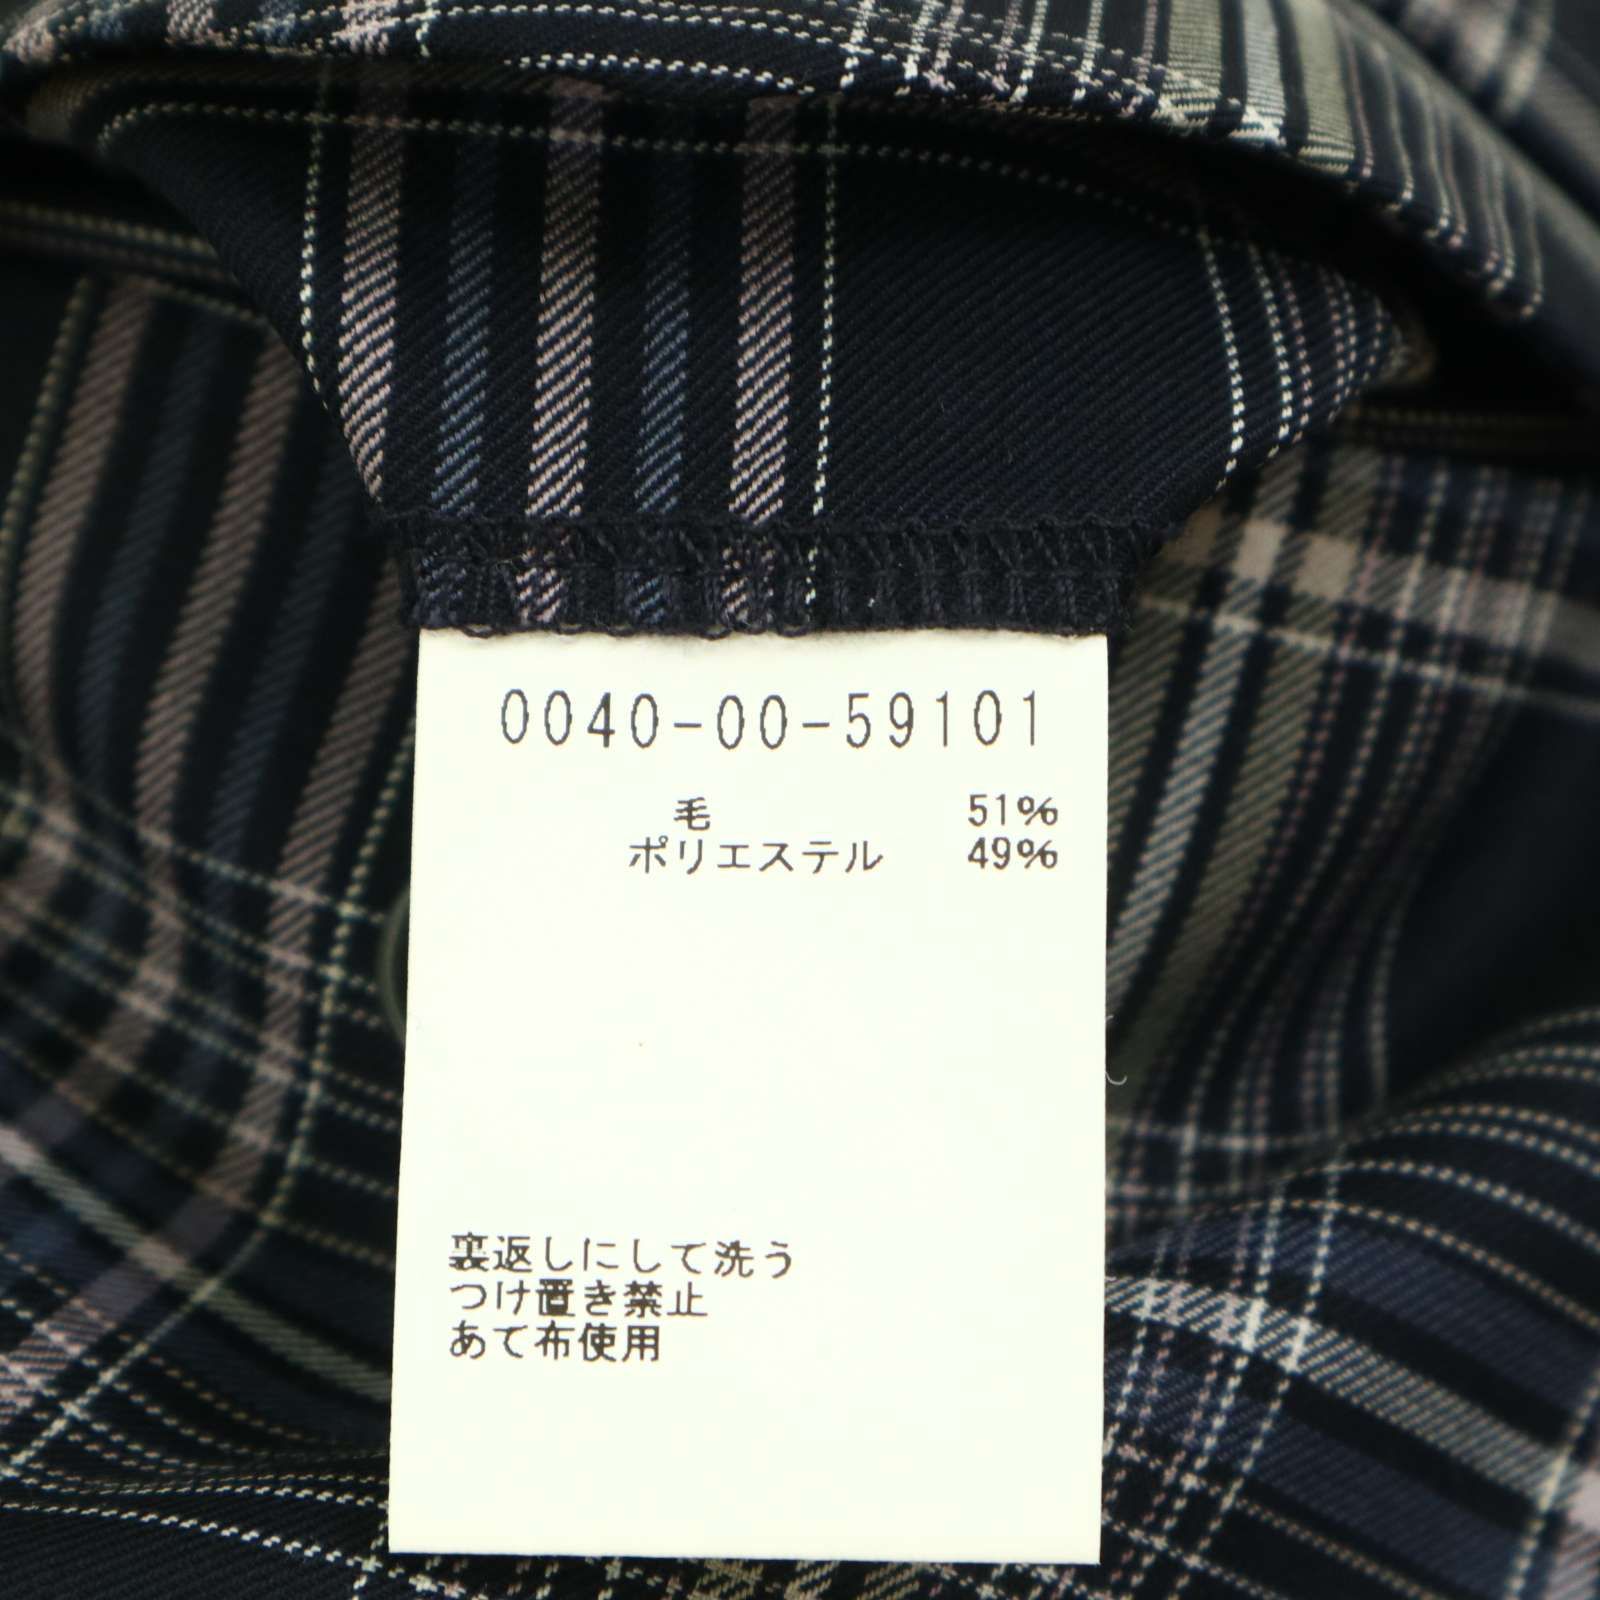 0040-00-59101
毛 51%
ポリエステル 49%
裏返しにして洗う
つけ置き禁止
あて布使用